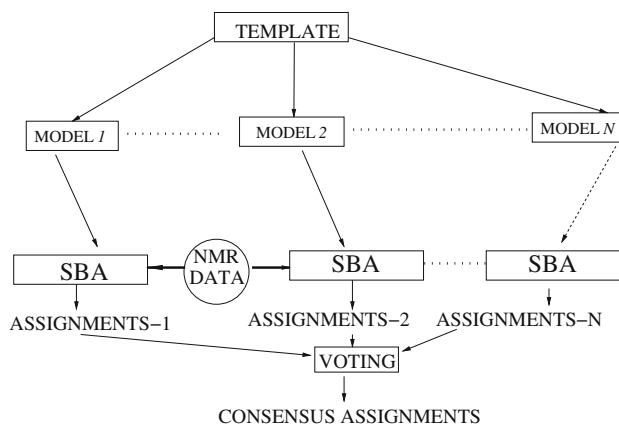 TEMPLATE
MODEL 1
MODEL 2
MODEL N
NMR
DATA
SBA
SBA
SBA
ASSIGNMENTS−1
ASSIGNMENTS−2
ASSIGNMENTS−N
VOTING
CONSENSUS ASSIGNMENTS